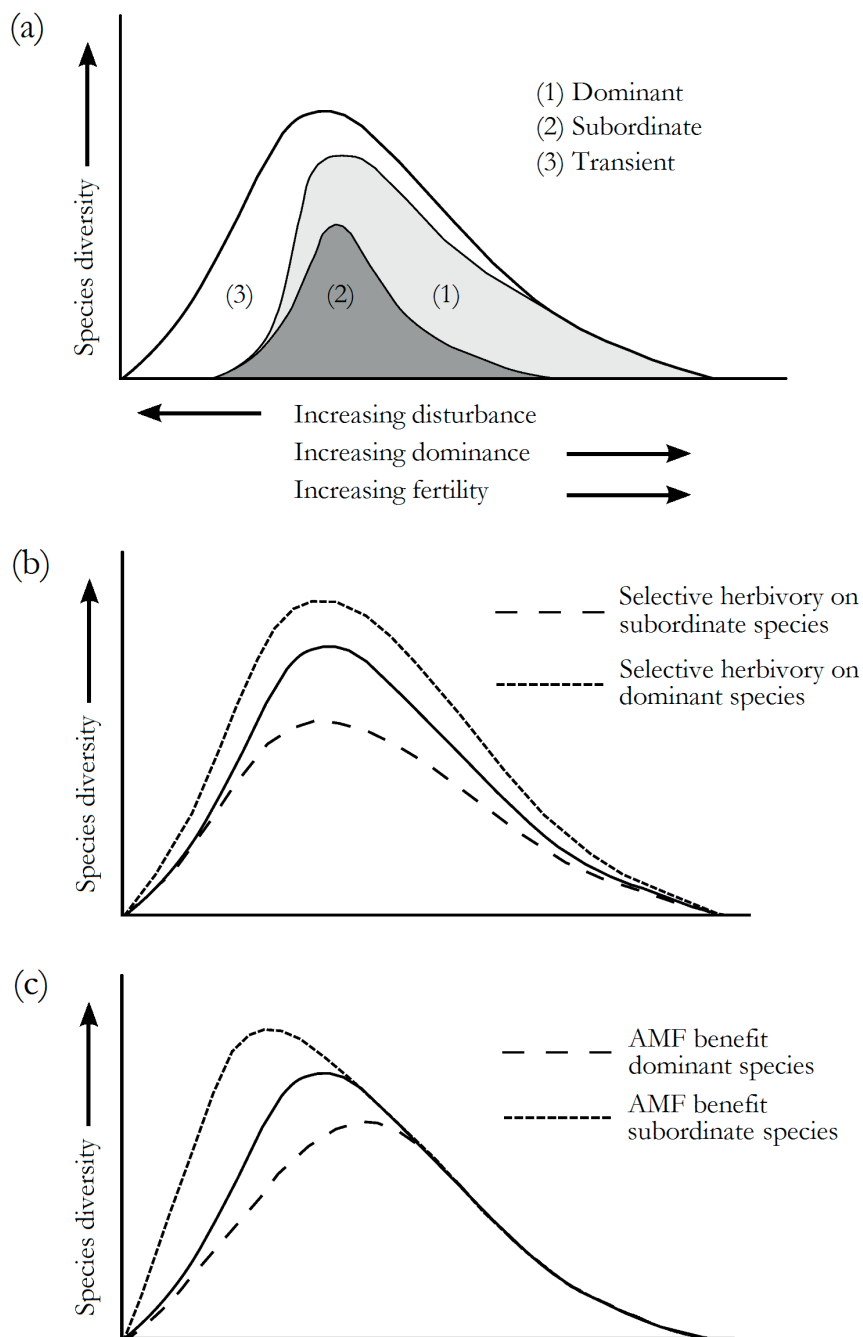 (a)
Species diversity
(1) Dominant
(2) Subordinate
(3) Transient
(3)
(2)
(1)
Increasing disturbance
Increasing dominance
Increasing fertility
(b)
Species diversity
Selective herbivory on
subordinate species
Selective herbivory on
dominant species
(c)
Species diversity
AMF benefit
dominant species
AMF benefit
subordinate species